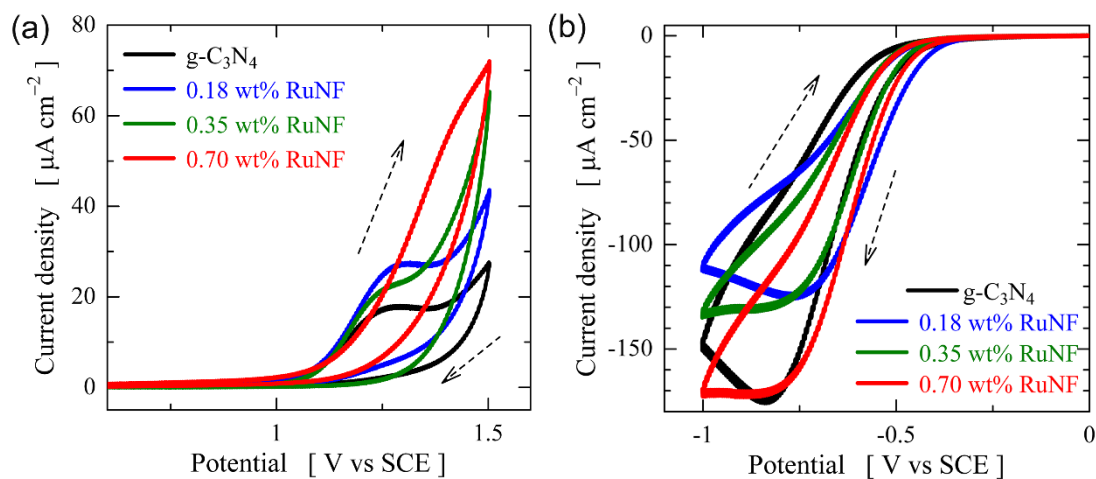 (a)
80
60
40
20
0
Current density [ μA cm⁻² ]
g-C₃N₄
0.18 wt% RuNF
0.35 wt% RuNF
0.70 wt% RuNF
1
1.5
Potential [ V vs SCE ]
(b)
0
-50
-100
-150
Current density [ μA cm⁻² ]
g-C₃N₄
0.18 wt% RuNF
0.35 wt% RuNF
0.70 wt% RuNF
-1
-0.5
0
Potential [ V vs SCE ]